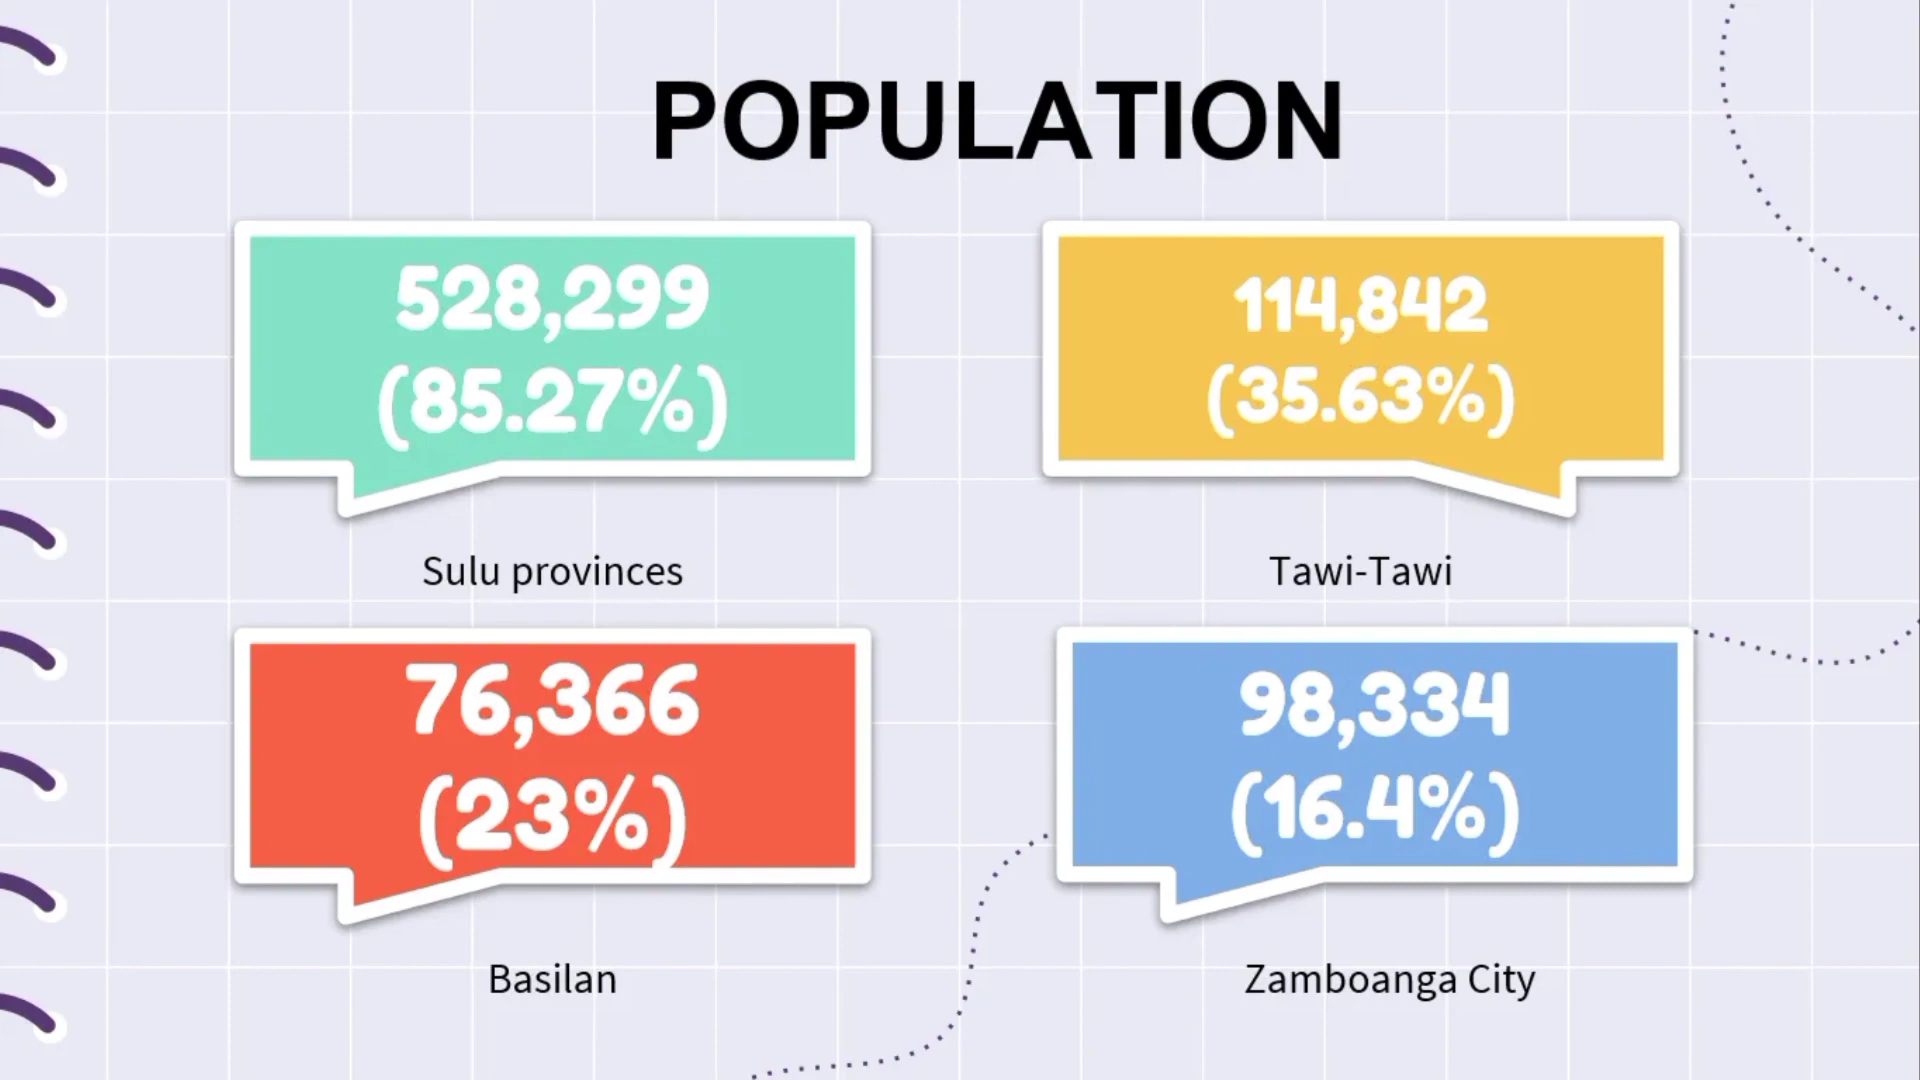 POPULATION
528,299
(85.27%)
Sulu provinces
114,842
(35.63%)
Tawi-Tawi
76,366
(23%)
Basilan
98,334
(16.4%)
Zamboanga City